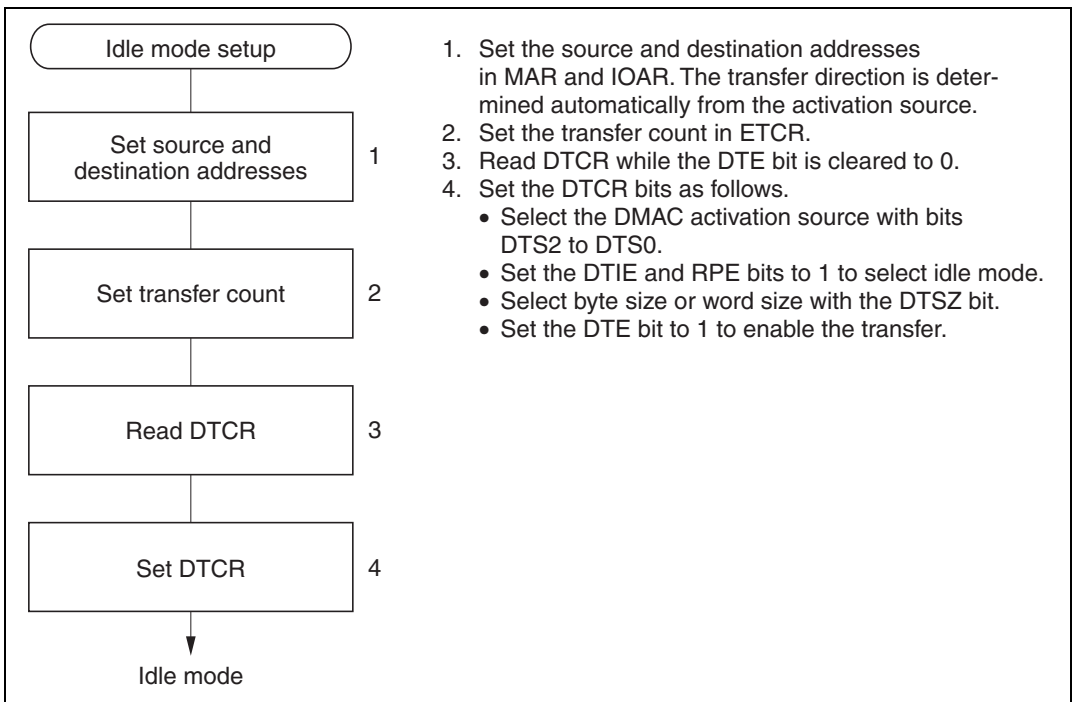 Idle mode setup
Set source and
destination addresses
1
Set transfer count
2
Read DTCR
3
Set DTCR
4
Idle mode
1. Set the source and destination addresses
in MAR and IOAR. The transfer direction is deter-
mined automatically from the activation source.
2. Set the transfer count in ETCR.
3. Read DTCR while the DTE bit is cleared to 0.
4. Set the DTCR bits as follows.
• Select the DMAC activation source with bits
DTS2 to DTS0.
• Set the DTIE and RPE bits to 1 to select idle mode.
• Select byte size or word size with the DTSZ bit.
• Set the DTE bit to 1 to enable the transfer.